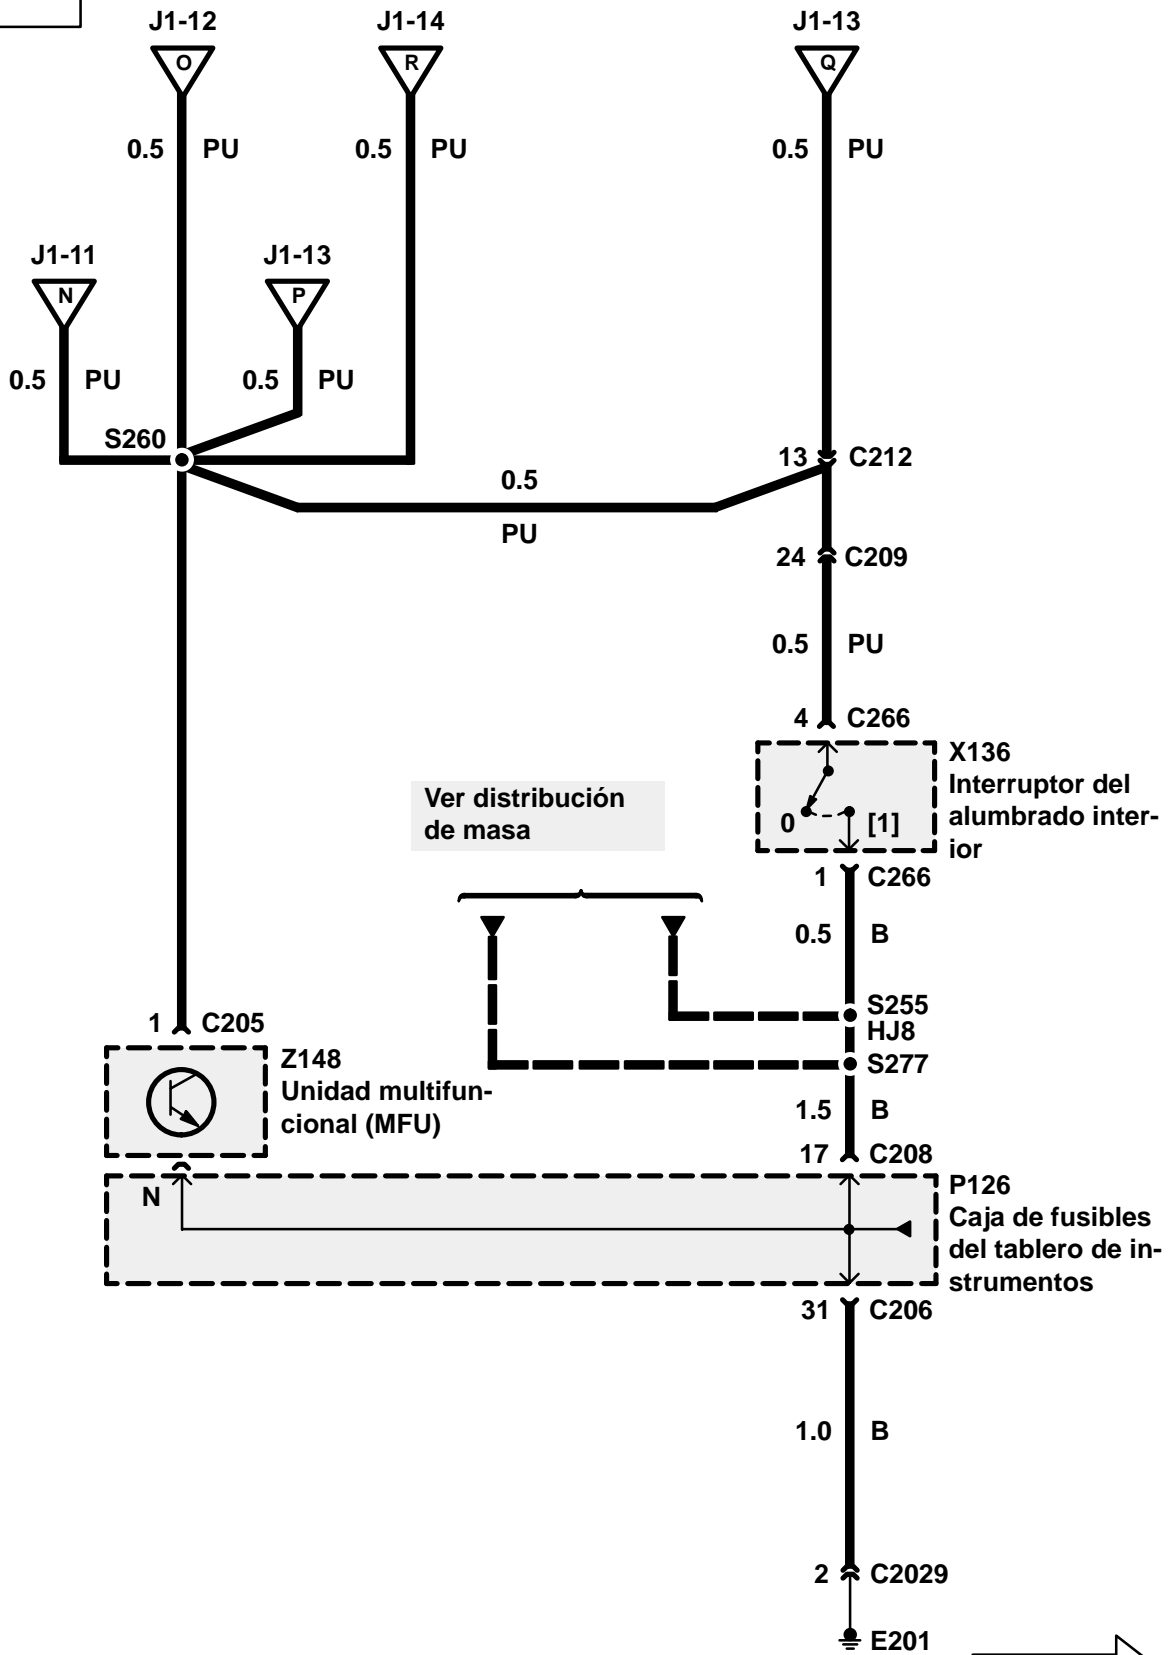 J1-12 J1-14 J1-13
O R Q
0.5 PU 0.5 PU 0.5 PU
J1-11 J1-13
N P
0.5 PU 0.5 PU
S260
13 C212
0.5
PU
24 C209
0.5 PU
4 C266
X136
Interruptor del
alumbrado inter-
ior
0 [1]
Ver distribución
de masa
1 C266
0.5 B
S255
HJ8
S277
1 C205
Z148
Unidad multifun-
cional (MFU)
1.5 B
17 C208
N
P126
Caja de fusibles
del tablero de in-
strumentos
31 C206
1.0 B
2 C2029
E201